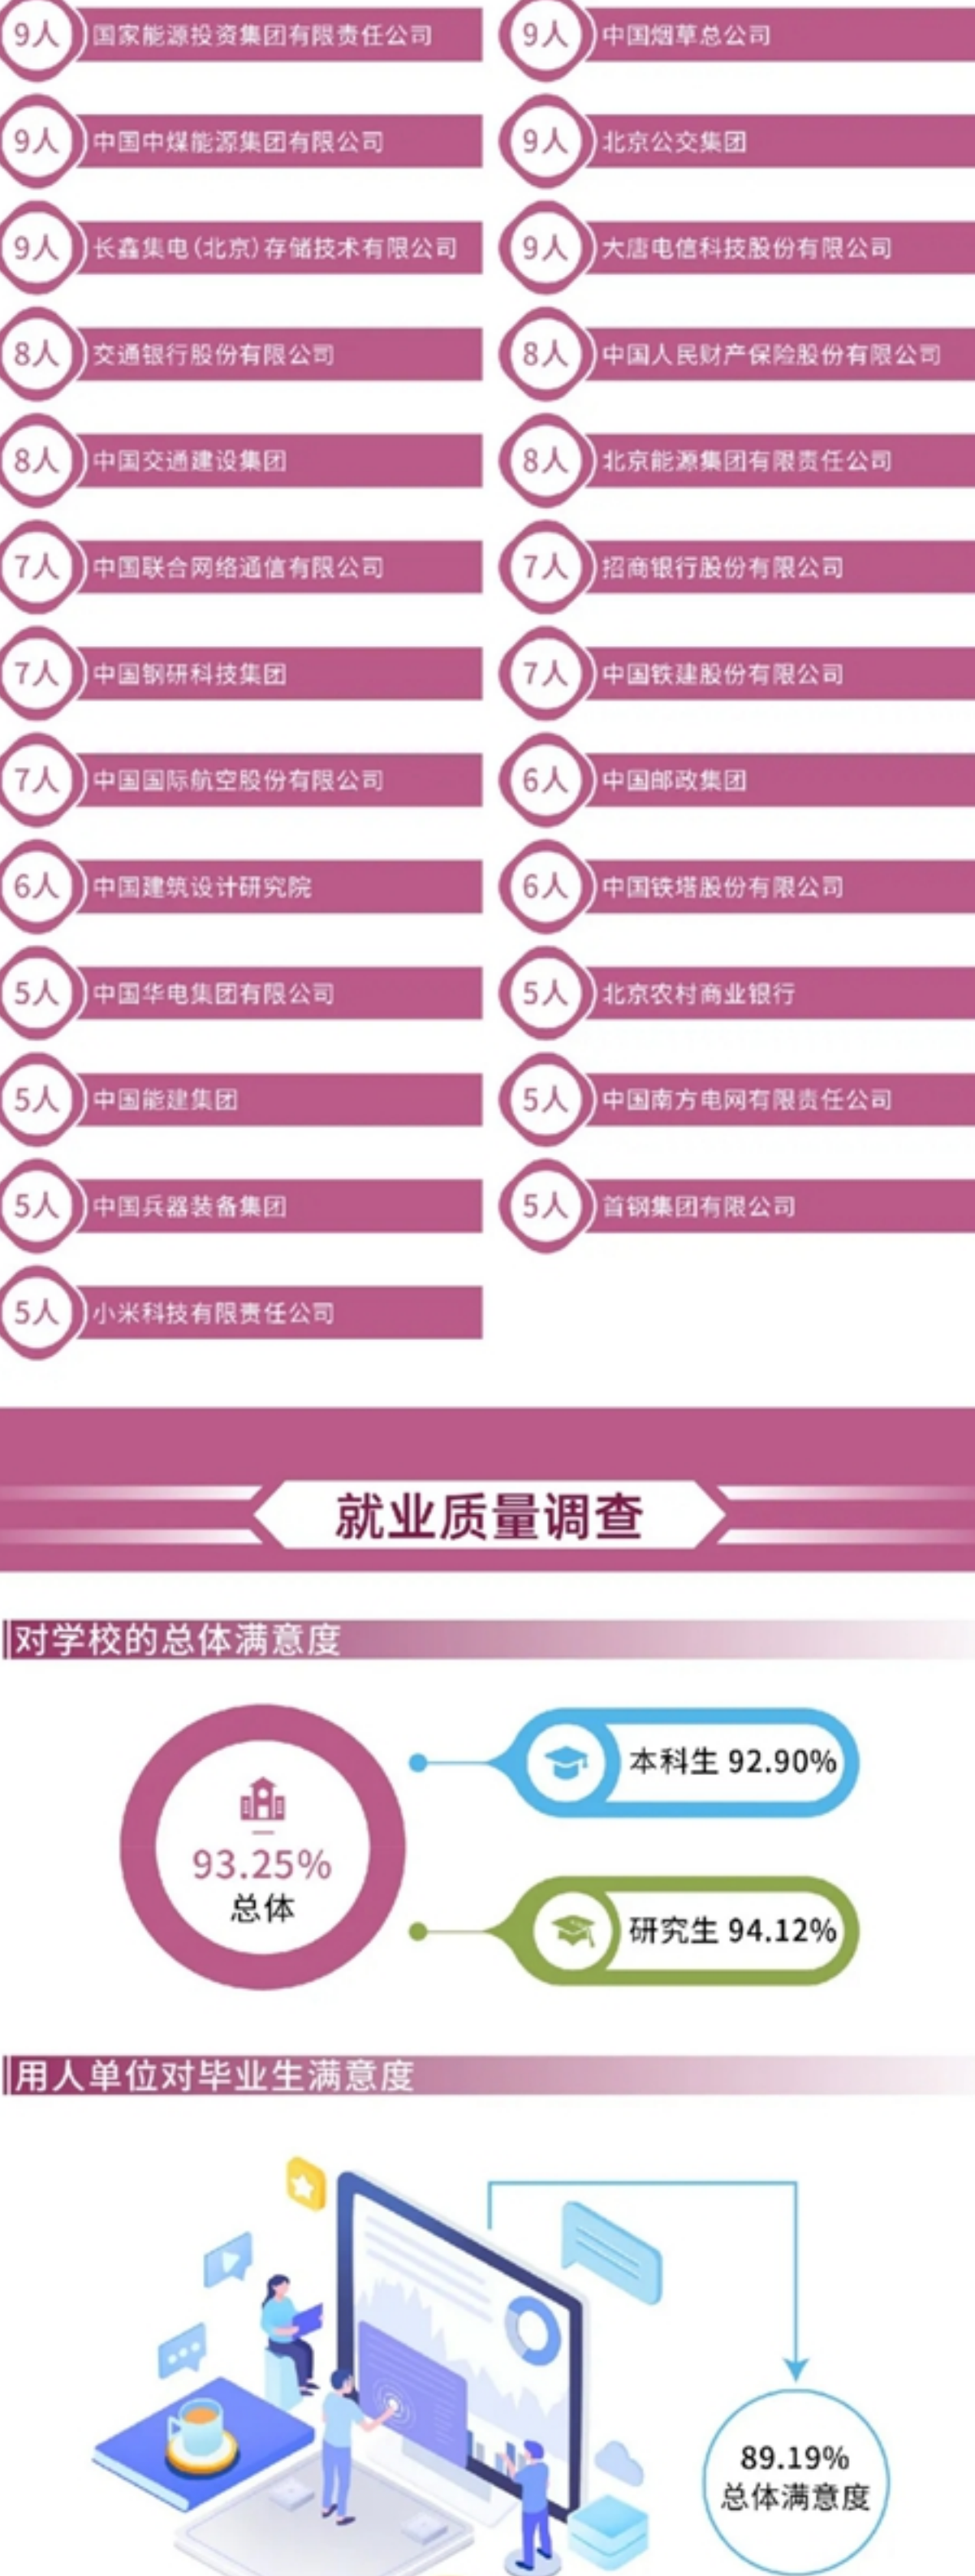 9人 国家能源投资集团有限责任公司
9人 中国烟草总公司
9人 中国中煤能源集团有限公司
9人 北京公交集团
9人 长鑫集电(北京)存储技术有限公司
9人 大唐电信科技股份有限公司
8人 交通银行股份有限公司
8人 中国人民财产保险股份有限公司
8人 中国交通建设集团
8人 北京能源集团有限责任公司
7人 中国联合网络通信有限公司
7人 招商银行股份有限公司
7人 中国钢研科技集团
7人 中国铁建股份有限公司
7人 中国国际航空股份有限公司
6人 中国邮政集团
6人 中国建筑设计研究院
6人 中国铁塔股份有限公司
5人 中国华电集团有限公司
5人 北京农村商业银行
5人 中国能建集团
5人 中国南方电网有限责任公司
5人 中国兵器装备集团
5人 首钢集团有限公司
5人 小米科技有限责任公司
就业质量调查
对学校的总体满意度
93.25%
总体
本科生 92.90%
研究生 94.12%
用人单位对毕业生满意度
89.19%
总体满意度